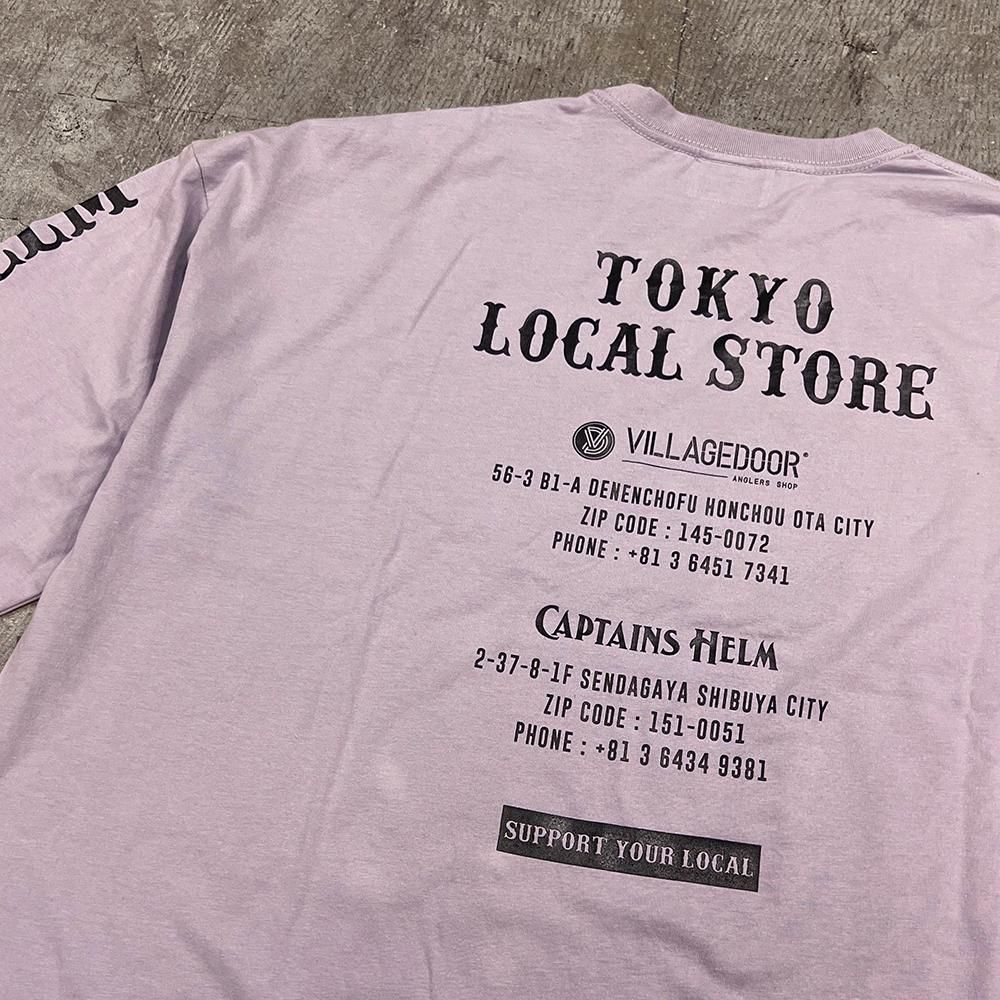 TOKYO
LOCAL STORE
VILLAGEDOOR
ANGLERS SHOP
56-3 B1-A DENENCHOFU HONCHOU OTA CITY
ZIP CODE : 145-0072
PHONE : +81 3 6451 7341
CAPTAINS HELM
2-37-8-1F SENDAGAYA SHIBUYA CITY
ZIP CODE : 151-0051
PHONE : +81 3 6434 9381
SUPPORT YOUR LOCAL